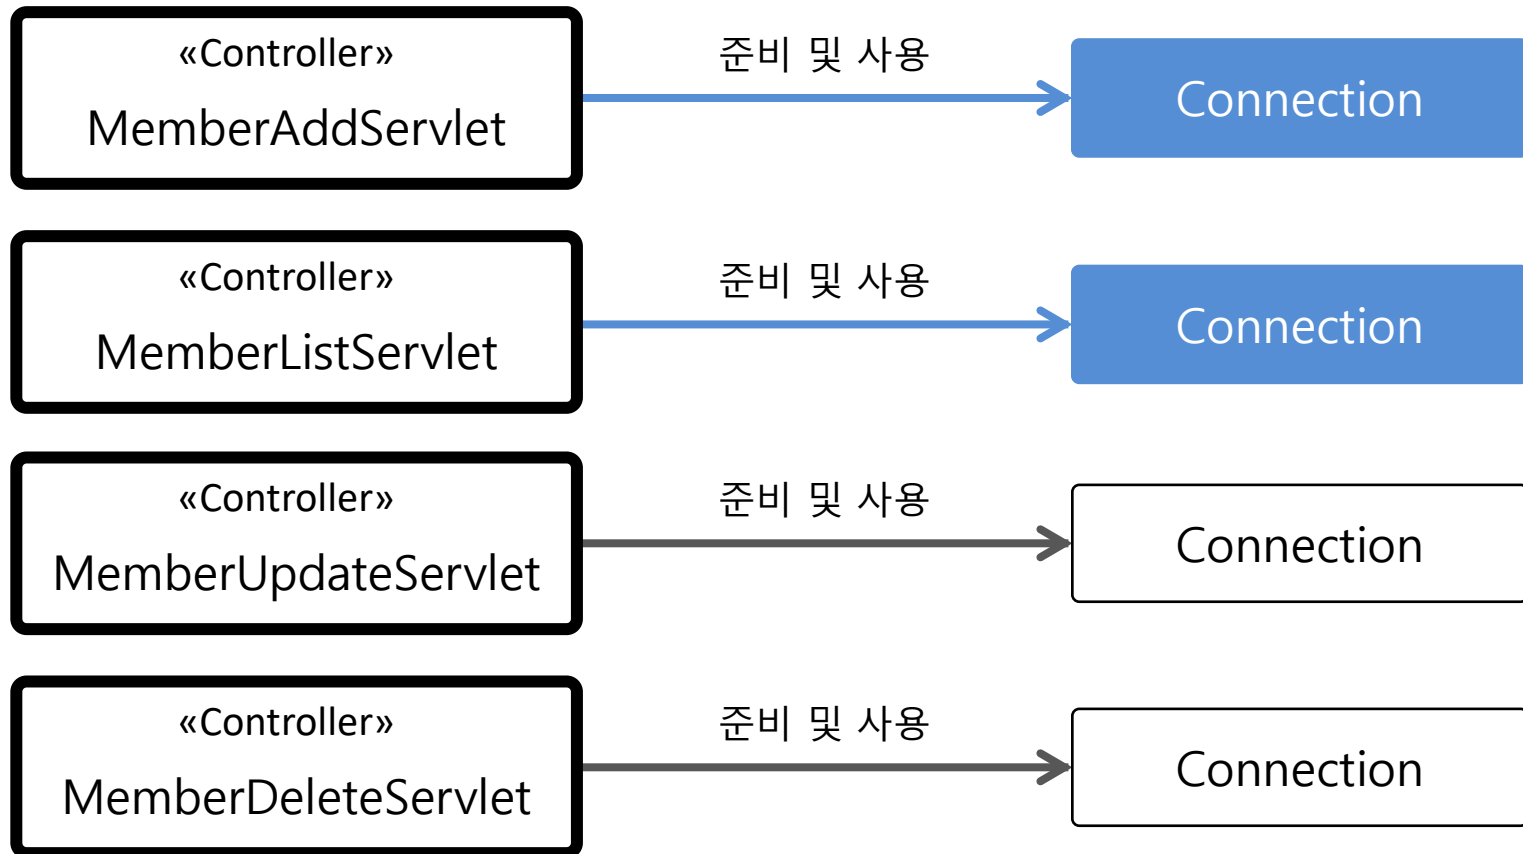 «Controller»
MemberAddServlet
준비 및 사용
Connection
«Controller»
MemberListServlet
준비 및 사용
Connection
«Controller»
MemberUpdateServlet
준비 및 사용
Connection
«Controller»
MemberDeleteServlet
준비 및 사용
Connection